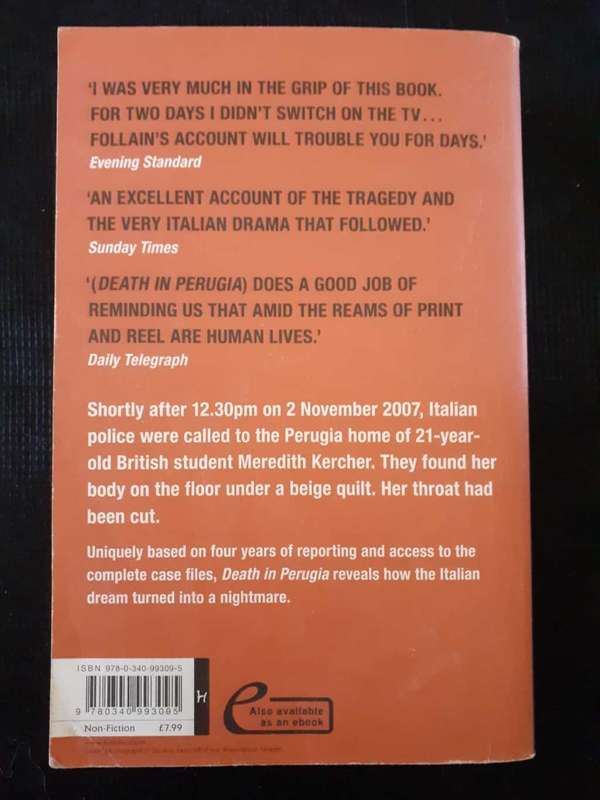 'I WAS VERY MUCH IN THE GRIP OF THIS BOOK.
FOR TWO DAYS I DIDN'T SWITCH ON THE TV...
FOLLAIN'S ACCOUNT WILL TROUBLE YOU FOR DAYS.'
Evening Standard
'AN EXCELLENT ACCOUNT OF THE TRAGEDY AND
THE VERY ITALIAN DRAMA THAT FOLLOWED.'
Sunday Times
'(DEATH IN PERUGIA) DOES A GOOD JOB OF
REMINDING US THAT AMID THE REAMS OF PRINT
AND REEL ARE HUMAN LIVES.'
Daily Telegraph
Shortly after 12.30pm on 2 November 2007, Italian
police were called to the Perugia home of 21-year-
old British student Meredith Kercher. They found her
body on the floor under a beige quilt. Her throat had
been cut.
Uniquely based on four years of reporting and access to the
complete case files, Death in Perugia reveals how the Italian
dream turned into a nightmare.
ISBN 978-0-340-99309-5
9 780340 993095
Non-Fiction £7.99
H
e
Also available
as an ebook